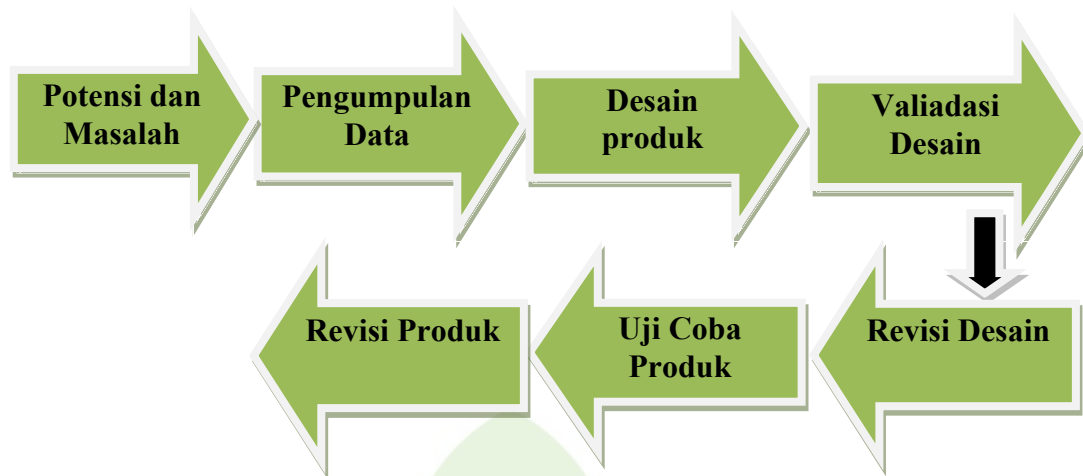 Potensi dan
Masalah
Pengumpulan
Data
Desain
produk
Valiadasi
Desain
Revisi Desain
Uji Coba
Produk
Revisi Produk